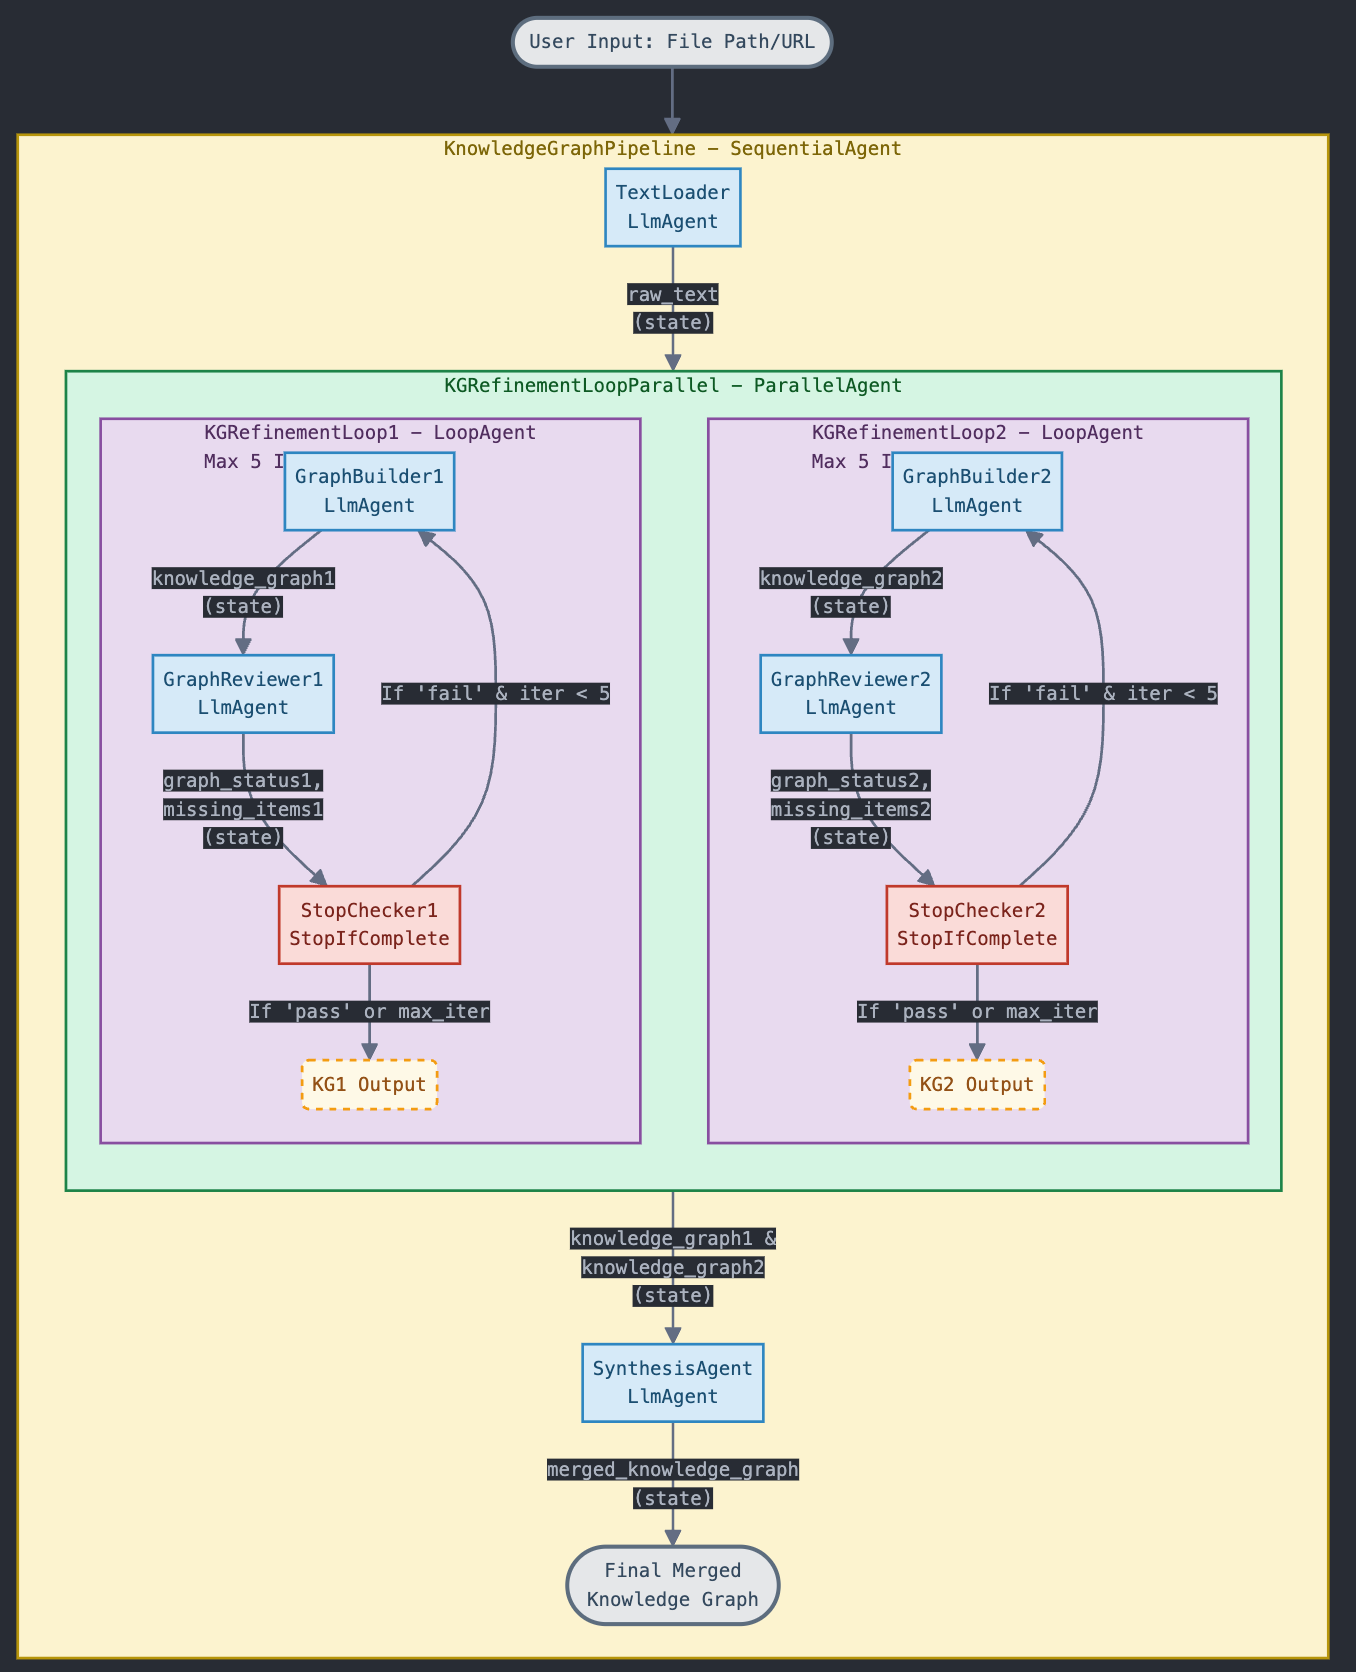 User Input: File Path/URL
KnowledgeGraphPipeline – SequentialAgent
TextLoader
LlmAgent
raw_text
(state)
KGRefinementLoopParallel – ParallelAgent
KGRefinementLoop1 – LoopAgent
Max 5 I
GraphBuilder1
LlmAgent
knowledge_graph1
(state)
GraphReviewer1
LlmAgent
If 'fail' & iter < 5
graph_status1,
missing_items1
(state)
StopChecker1
StopIfComplete
If 'pass' or max_iter
KG1 Output
KGRefinementLoop2 – LoopAgent
Max 5 I
GraphBuilder2
LlmAgent
knowledge_graph2
(state)
GraphReviewer2
LlmAgent
If 'fail' & iter < 5
graph_status2,
missing_items2
(state)
StopChecker2
StopIfComplete
If 'pass' or max_iter
KG2 Output
knowledge_graph1 &
knowledge_graph2
(state)
SynthesisAgent
LlmAgent
merged_knowledge_graph
(state)
Final Merged
Knowledge Graph